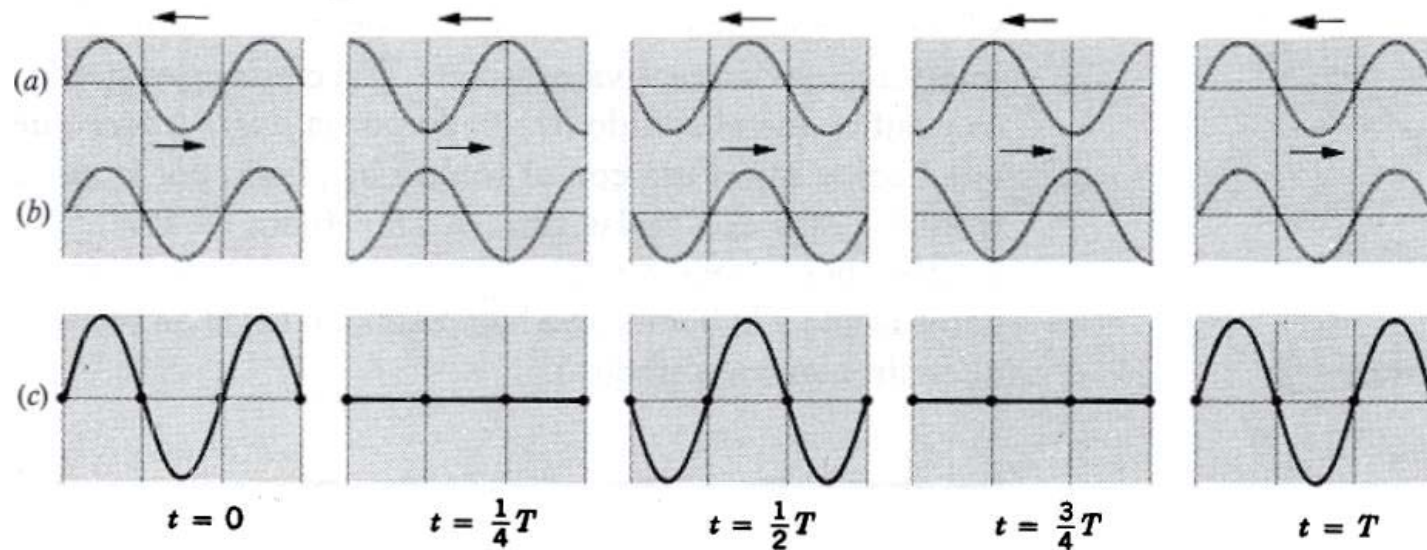 (a)
(b)
(c)
t = 0
t = 1/4 T
t = 1/2 T
t = 3/4 T
t = T